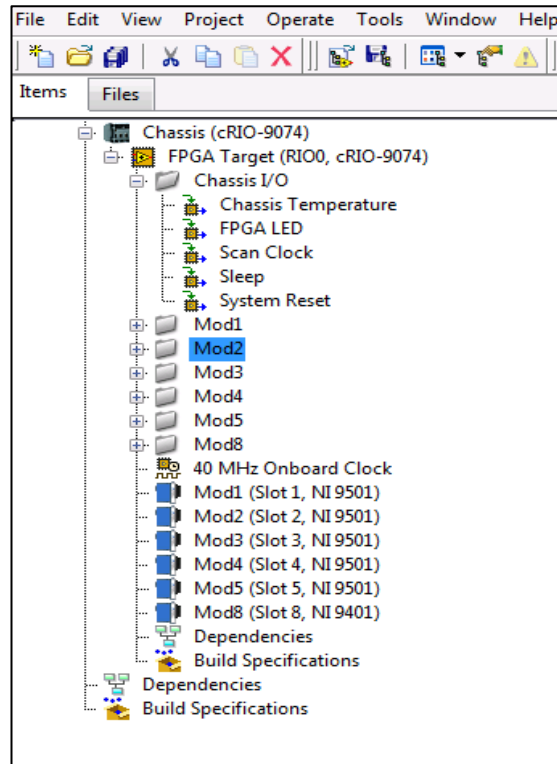 File Edit View Project Operate Tools Window Help
Items Files
Chassis (cRIO-9074)
FPGA Target (RIO0, cRIO-9074)
Chassis I/O
Chassis Temperature
FPGA LED
Scan Clock
Sleep
System Reset
Mod1
Mod2
Mod3
Mod4
Mod5
Mod8
40 MHz Onboard Clock
Mod1 (Slot 1, NI 9501)
Mod2 (Slot 2, NI 9501)
Mod3 (Slot 3, NI 9501)
Mod4 (Slot 4, NI 9501)
Mod5 (Slot 5, NI 9501)
Mod8 (Slot 8, NI 9401)
Dependencies
Build Specifications
Dependencies
Build Specifications